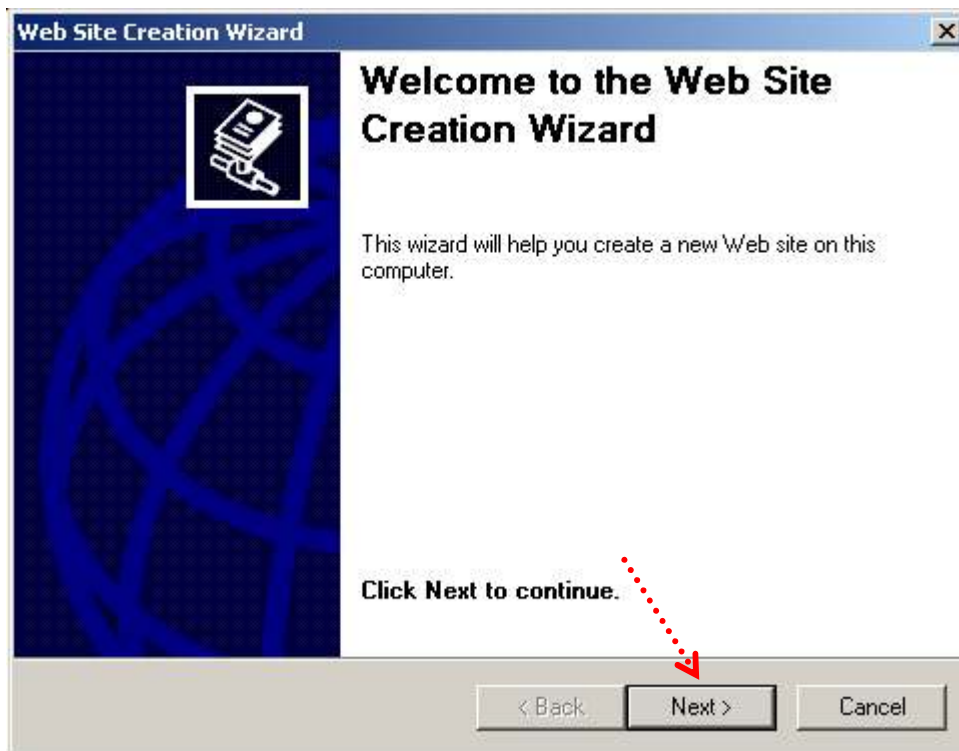 Web Site Creation Wizard
Welcome to the Web Site
Creation Wizard
This wizard will help you create a new Web site on this
computer.
Click Next to continue.
< Back
Next >
Cancel